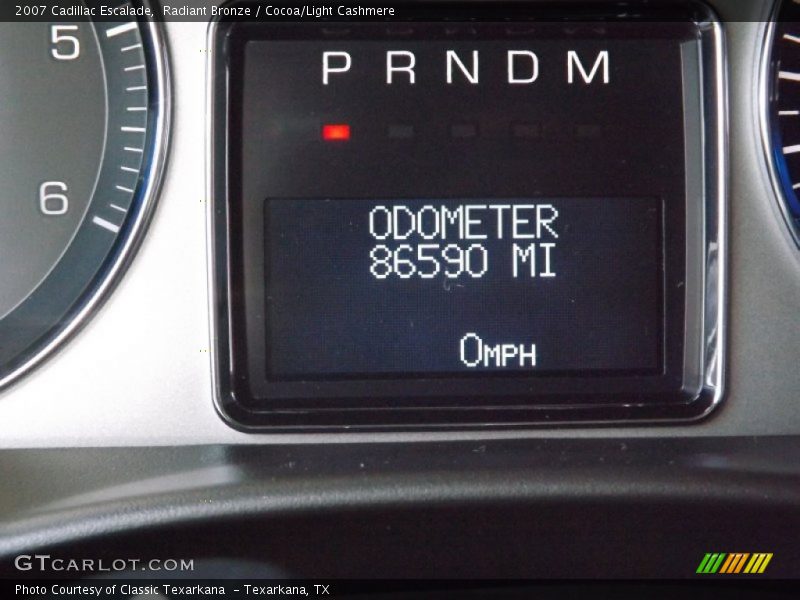 2007 Cadillac Escalade, Radiant Bronze / Cocoa/Light Cashmere
5
6
P R N D M
ODOMETER
86590 MI
0MPH
GTCARLOT.COM
Photo Courtesy of Classic Texarkana - Texarkana, TX